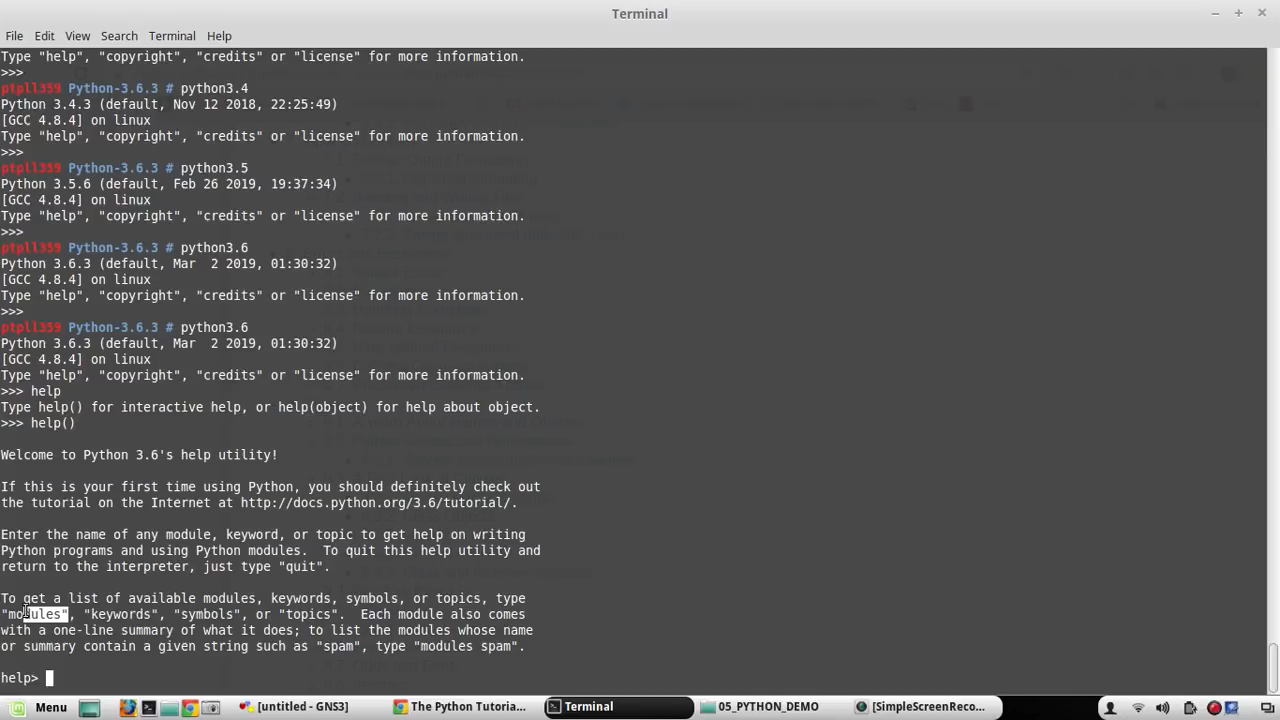 Terminal
File Edit View Search Terminal Help
Type "help", "copyright", "credits" or "license" for more information.
>>>
ptpll359 Python-3.6.3 # python3.4
Python 3.4.3 (default, Nov 12 2018, 22:25:49)
[GCC 4.8.4] on linux
Type "help", "copyright", "credits" or "license" for more information.
>>>
ptpll359 Python-3.6.3 # python3.5
Python 3.5.6 (default, Feb 26 2019, 19:37:34)
[GCC 4.8.4] on linux
Type "help", "copyright", "credits" or "license" for more information.
>>>
ptpll359 Python-3.6.3 # python3.6
Python 3.6.3 (default, Mar  2 2019, 01:30:32)
[GCC 4.8.4] on linux
Type "help", "copyright", "credits" or "license" for more information.
>>>
ptpll359 Python-3.6.3 # python3.6
Python 3.6.3 (default, Mar  2 2019, 01:30:32)
[GCC 4.8.4] on linux
Type "help", "copyright", "credits" or "license" for more information.
>>> help
Type help() for interactive help, or help(object) for help about object.
>>> help()
Welcome to Python 3.6's help utility!
If this is your first time using Python, you should definitely check out
the tutorial on the Internet at http://docs.python.org/3.6/tutorial/.
Enter the name of any module, keyword, or topic to get help on writing
Python programs and using Python modules.  To quit this help utility and
return to the interpreter, just type "quit".
To get a list of available modules, keywords, symbols, or topics, type
"modules", "keywords", "symbols", or "topics".  Each module also comes
with a one-line summary of what it does; to list the modules whose name
or summary contain a given string such as "spam", type "modules spam".
help>
Menu [untitled - GNS3] The Python Tutoria... Terminal 05_PYTHON_DEMO [SimpleScreenReco...